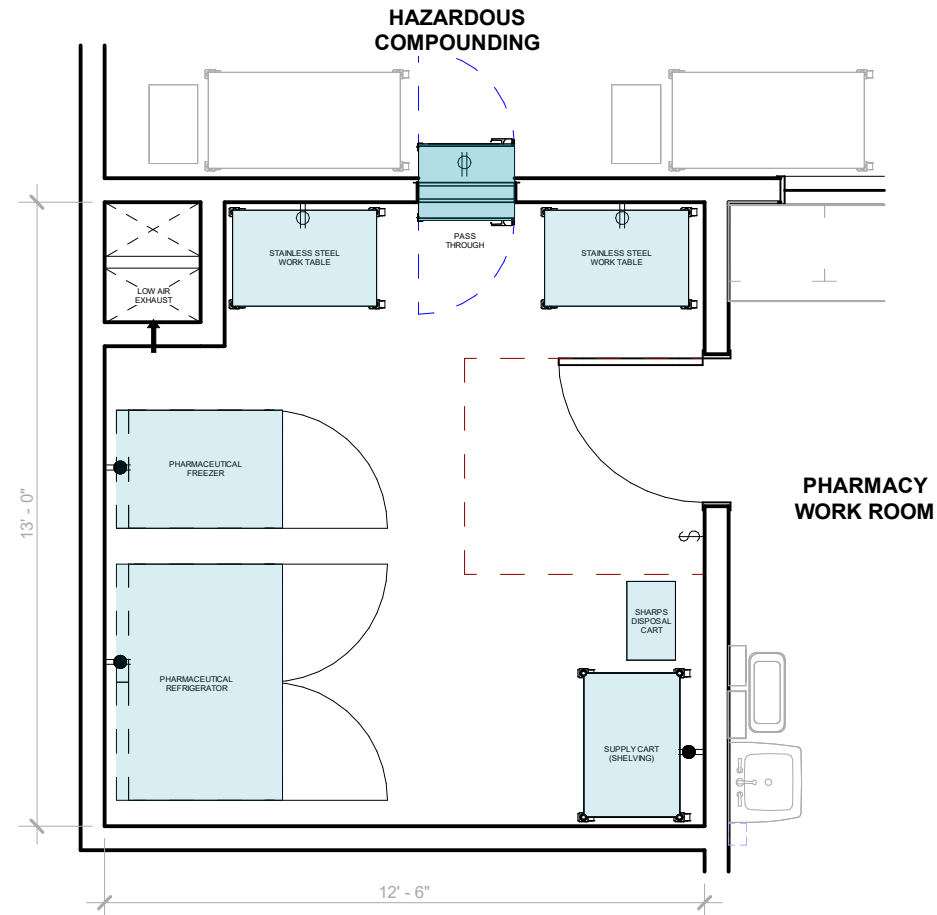 HAZARDOUS
COMPOUNDING
PASS
THROUGH
STAINLESS STEEL
WORK TABLE
STAINLESS STEEL
WORK TABLE
LOW AIR
EXHAUST
PHARMACEUTICAL
FREEZER
PHARMACY
WORK ROOM
13' - 0"
S
SHARPS
DISPOSAL
CART
PHARMACEUTICAL
REFRIGERATOR
SUPPLY CART
(SHELVING)
12' - 6"